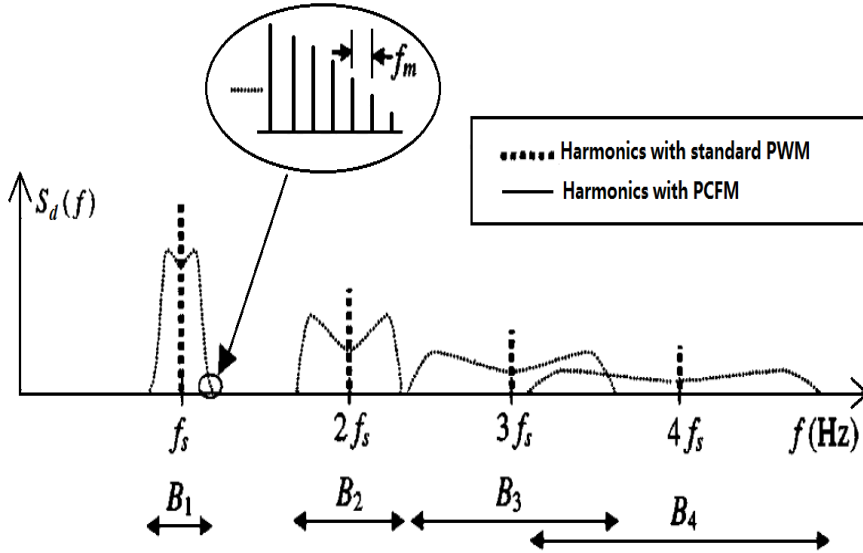 f_m
Harmonics with standard PWM
Harmonics with PCFM
S_d(f)
f_s
2f_s
3f_s
4f_s
f(Hz)
B_1
B_2
B_3
B_4